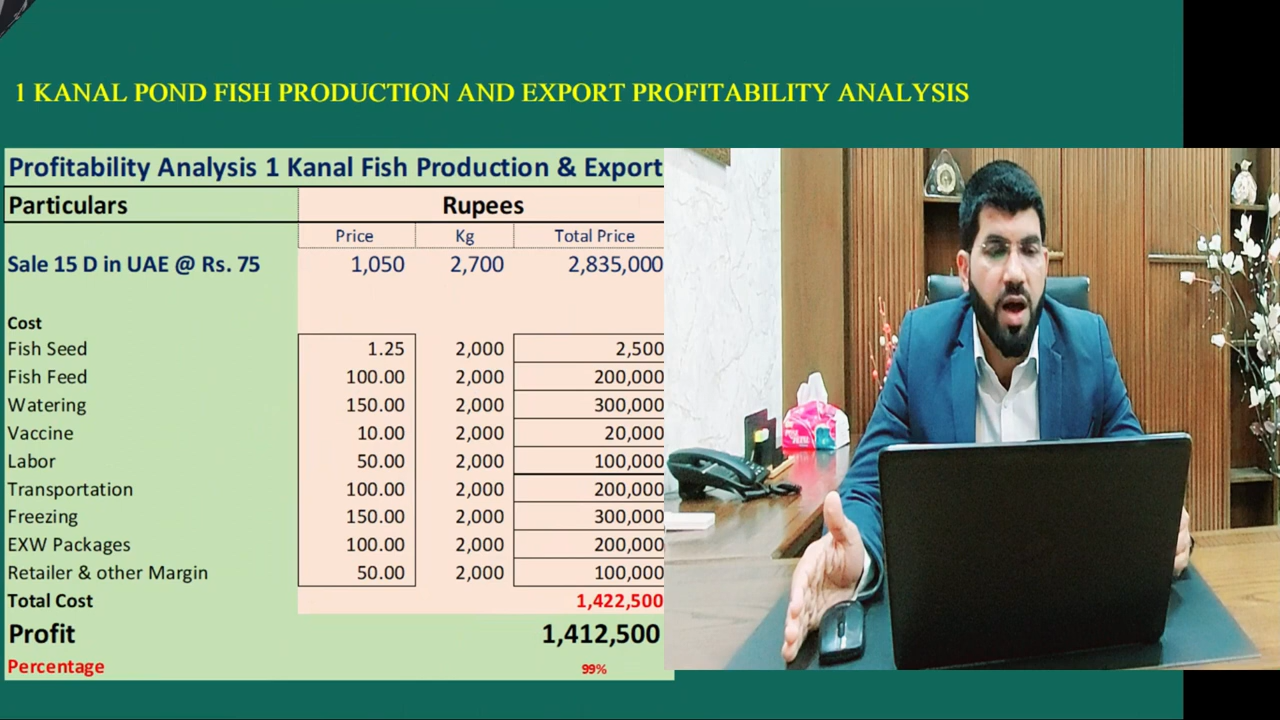 1 KANAL POND FISH PRODUCTION AND EXPORT PROFITABILITY ANALYSIS
Profitability Analysis 1 Kanal Fish Production & Export
Particulars Rupees
Price Kg Total Price
Sale 15 D in UAE @ Rs. 75 1,050 2,700 2,835,000
Cost
Fish Seed 1.25 2,000 2,500
Fish Feed 100.00 2,000 200,000
Watering 150.00 2,000 300,000
Vaccine 10.00 2,000 20,000
Labor 50.00 2,000 100,000
Transportation 100.00 2,000 200,000
Freezing 150.00 2,000 300,000
EXW Packages 100.00 2,000 200,000
Retailer & other Margin 50.00 2,000 100,000
Total Cost 1,422,500
Profit 1,412,500
Percentage 99%